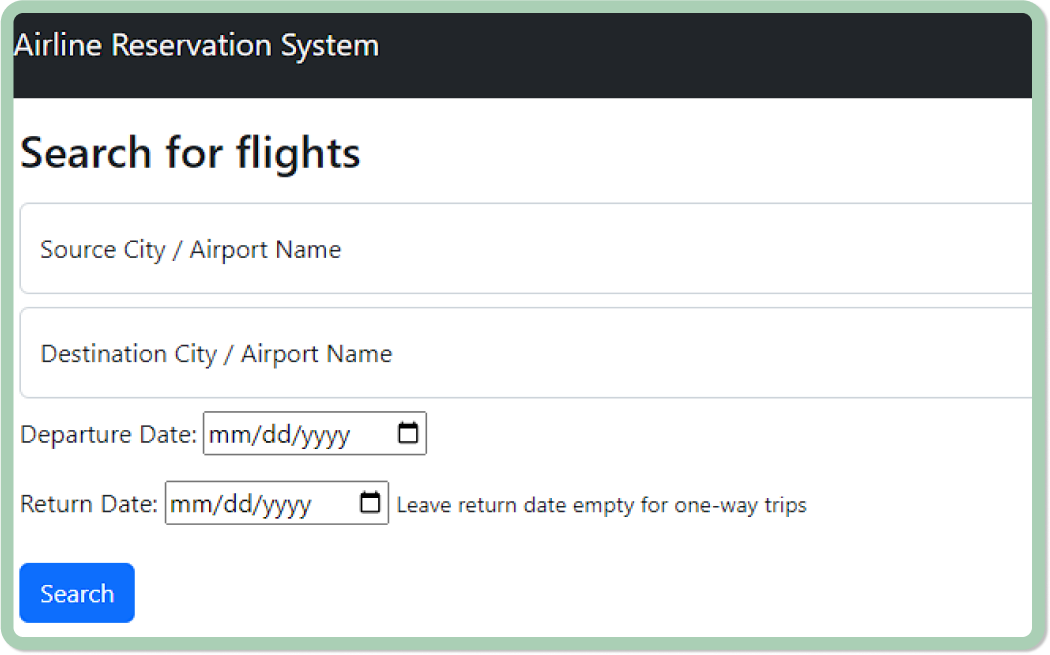 Airline Reservation System
Search for flights
Source City / Airport Name
Destination City / Airport Name
Departure Date: mm/dd/yyyy
Return Date: mm/dd/yyyy Leave return date empty for one-way trips
Search